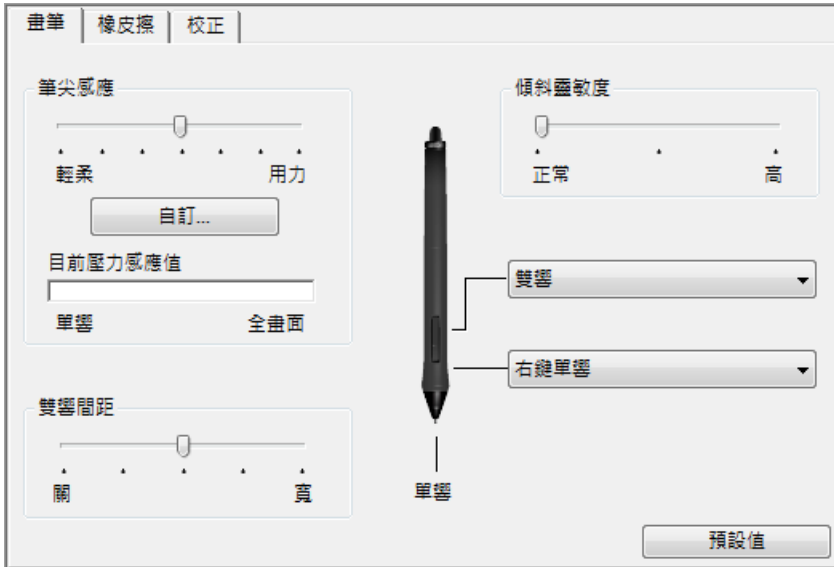 畫筆
橡皮擦
校正
筆尖感應
輕柔
用力
自訂...
目前壓力感應值
單響
全畫面
雙響間距
關
寬
傾斜靈敏度
正常
高
雙響
右鍵單響
單響
預設值